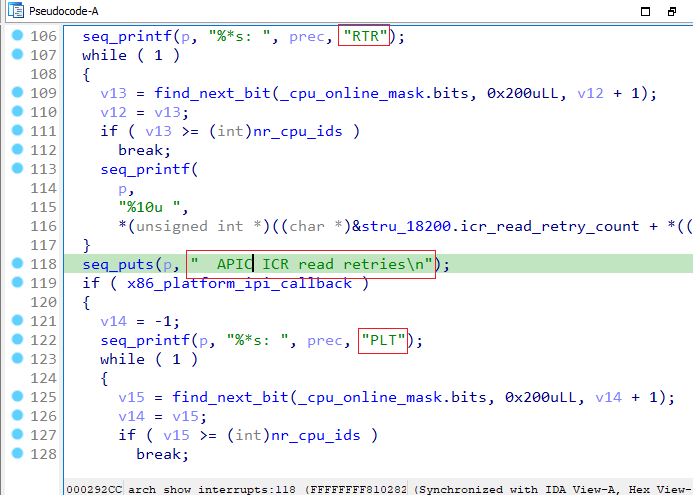 Pseudocode-A
106 seq_printf(p, "%*s: ", prec, "RTR");
107 while ( 1 )
108 {
109 v13 = find_next_bit(_cpu_online_mask.bits, 0x200uLL, v12 + 1);
110 v12 = v13;
111 if ( v13 >= (int)nr_cpu_ids )
112 break;
113 seq_printf(
114 p,
115 "%10u ",
116 *(unsigned int *)((char *)&stru_18200.icr_read_retry_count + *((
117 }
118 seq_puts(p, "  APIC ICR read retries\n");
119 if ( x86_platform_ipi_callback )
120 {
121 v14 = -1;
122 seq_printf(p, "%*s: ", prec, "PLT");
123 while ( 1 )
124 {
125 v15 = find_next_bit(_cpu_online_mask.bits, 0x200uLL, v14 + 1);
126 v14 = v15;
127 if ( v15 >= (int)nr_cpu_ids )
128 break;
000292CC arch show interrupts:118 (FFFFFFFF810282 (Synchronized with IDA View-A, Hex View-